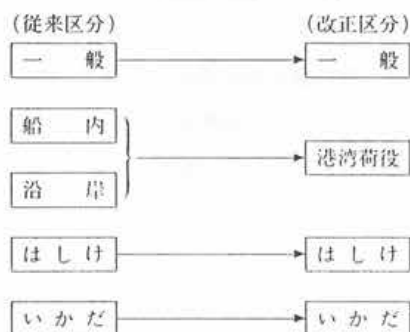 (従来区分) (改正区分)
一般 一般
船内
港湾荷役
沿岸
はしけ はしけ
いかだ いかだ